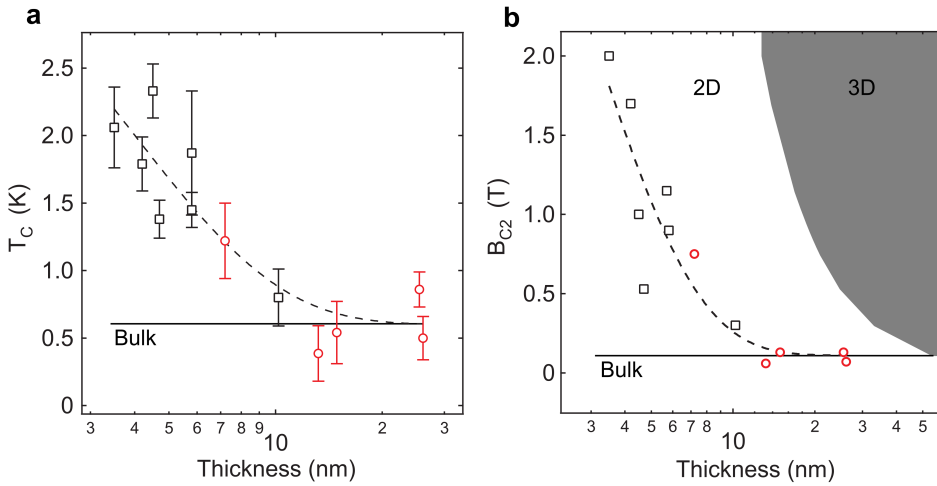 a
T_C (K)
2.5
2.0
1.5
1.0
0.5
0
Bulk
3 4 5 6 7 8 9 10 2 3
Thickness (nm)
b
B_C2 (T)
2.0
1.5
1.0
0.5
0
2D
3D
Bulk
3 4 5 6 7 8 10 2 3 4 5
Thickness (nm)